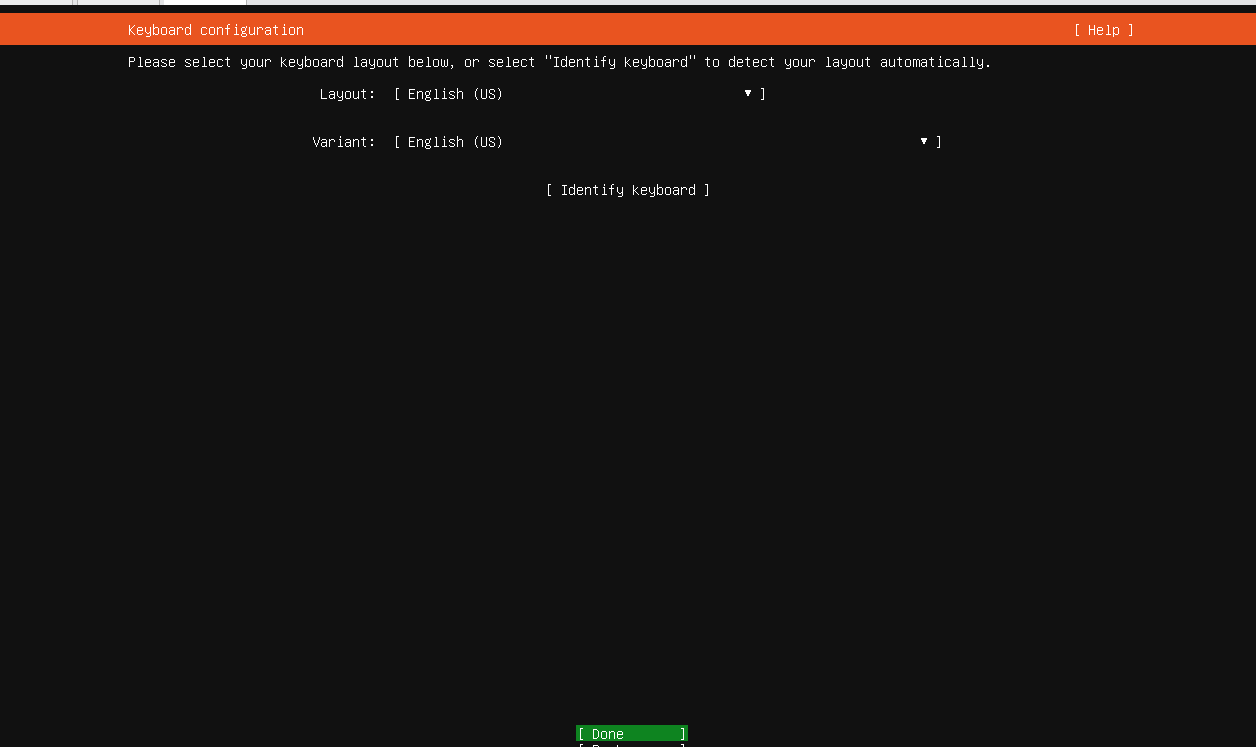 Keyboard configuration [ Help ]
Please select your keyboard layout below, or select "Identify keyboard" to detect your layout automatically.
Layout: [ English (US) ▼ ]
Variant: [ English (US) ▼ ]
[ Identify keyboard ]
[ Done ]